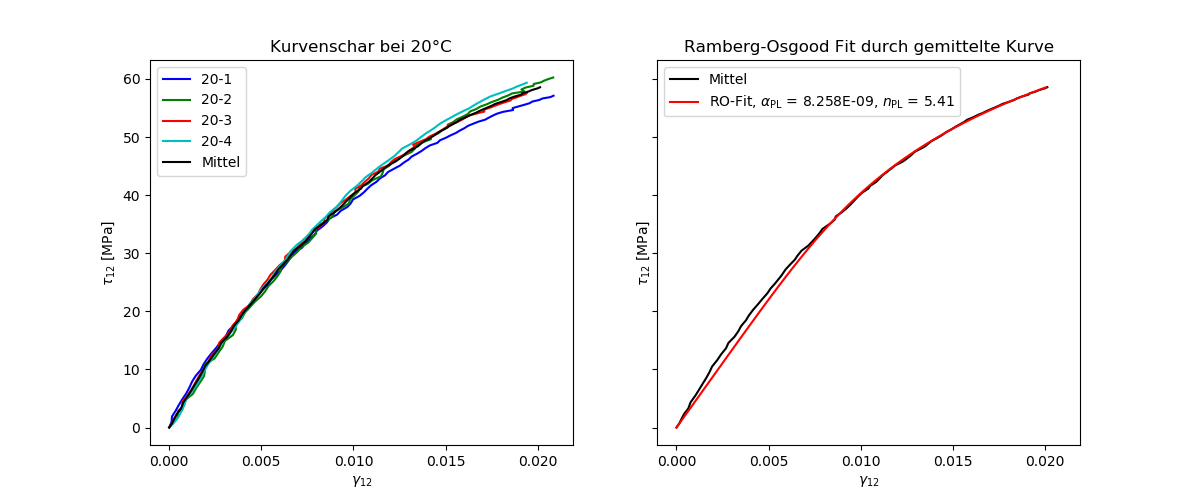 Kurvenschar bei 20°C
60
50
40
30
20
10
0
τ12 [MPa]
20-1
20-2
20-3
20-4
Mittel
0.000 0.005 0.010 0.015 0.020
γ12
Ramberg-Osgood Fit durch gemittelte Kurve
τ12 [MPa]
Mittel
RO-Fit, αPL = 8.258E-09, nPL = 5.41
0.000 0.005 0.010 0.015 0.020
γ12